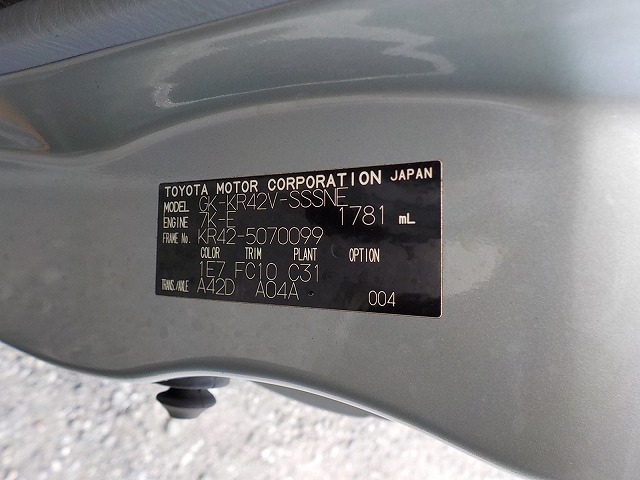 TOYOTA MOTOR CORPORATION JAPAN
MODEL GK-KR42V-SSSNE
ENGINE 7K-E 1781 mL
FRAME No. KR42-5070099
COLOR TRIM PLANT OPTION
1E7 FC10 C31
TRANS./AXLE A42D A04A 004